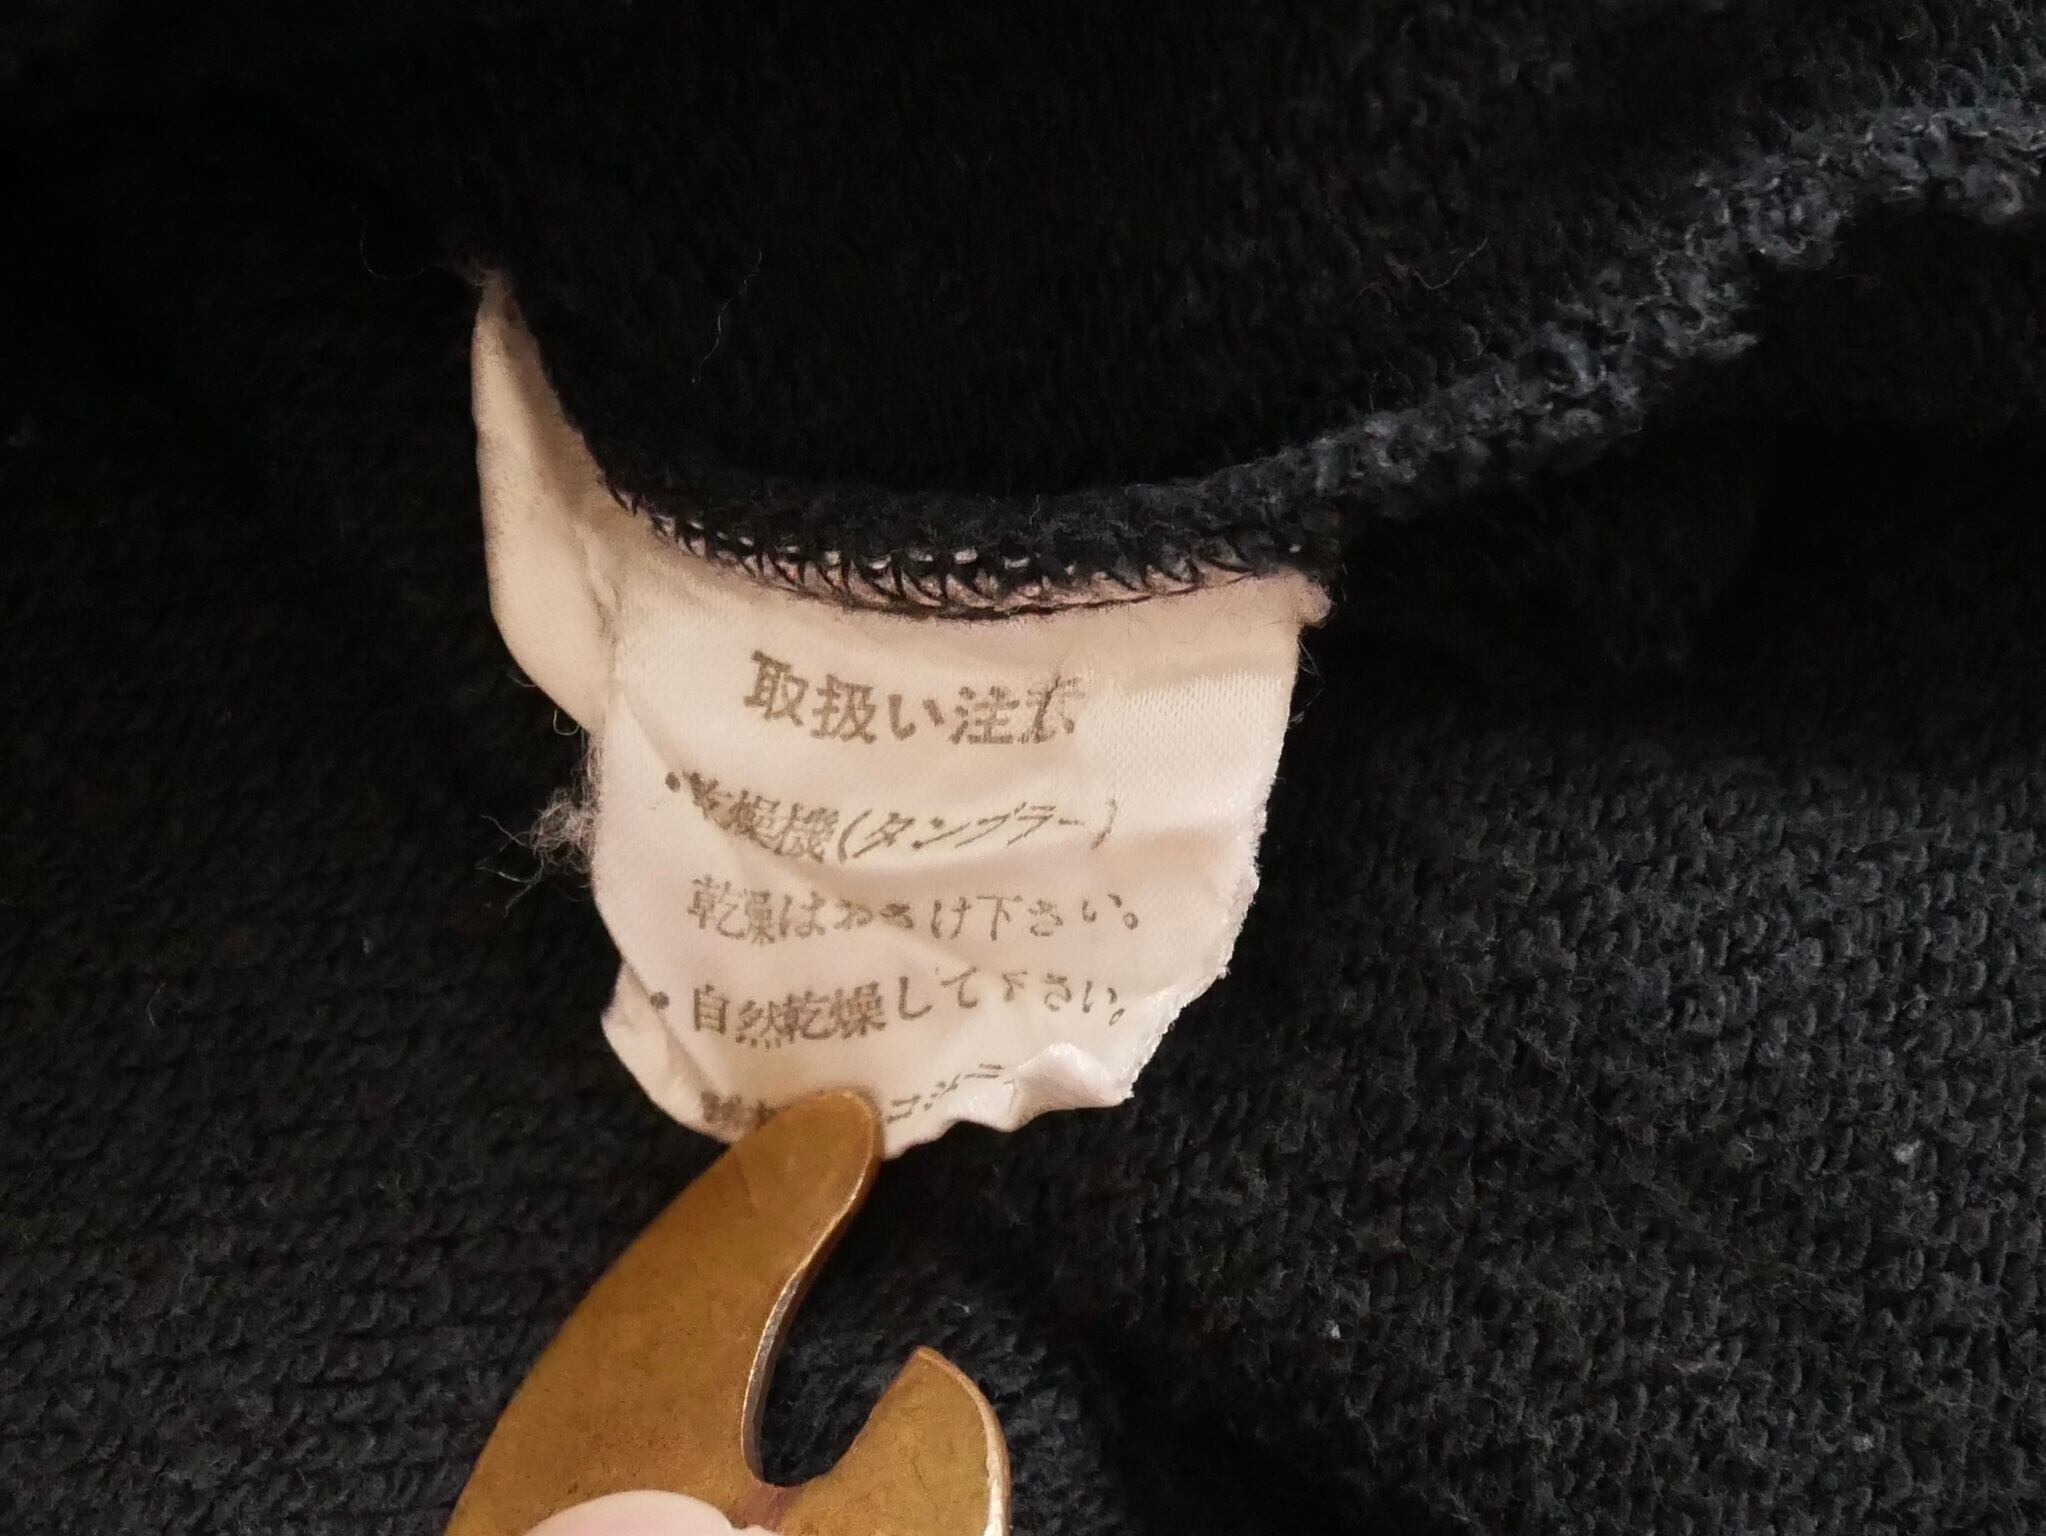 取扱い注意
・乾燥機(タンブラー)
乾燥はおさけ下さい。
・自然乾燥して下さい。